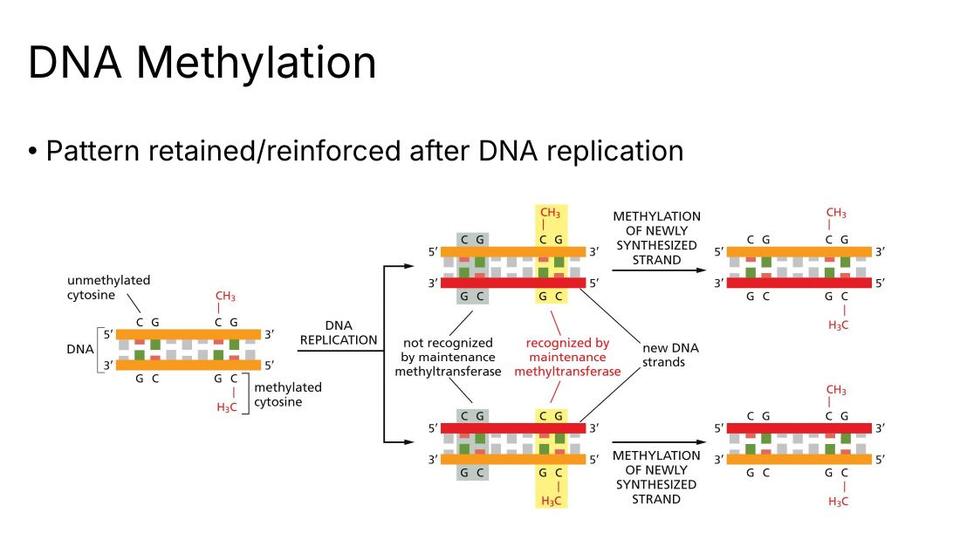 DNA Methylation
• Pattern retained/reinforced after DNA replication
unmethylated
cytosine
CH₃
C G C G
DNA
5′ 3′
3′ 5′
G C G C
H₃C
methylated
cytosine
DNA
REPLICATION
CH₃
C G C G
5′ 3′
3′ 5′
G C G C
not recognized
by maintenance
methyltransferase
recognized by
maintenance
methyltransferase
new DNA
strands
C G C G
5′ 3′
3′ 5′
G C G C
H₃C
METHYLATION
OF NEWLY
SYNTHESIZED
STRAND
CH₃
C G C G
5′ 3′
3′ 5′
G C G C
H₃C
METHYLATION
OF NEWLY
SYNTHESIZED
STRAND
CH₃
C G C G
5′ 3′
3′ 5′
G C G C
H₃C